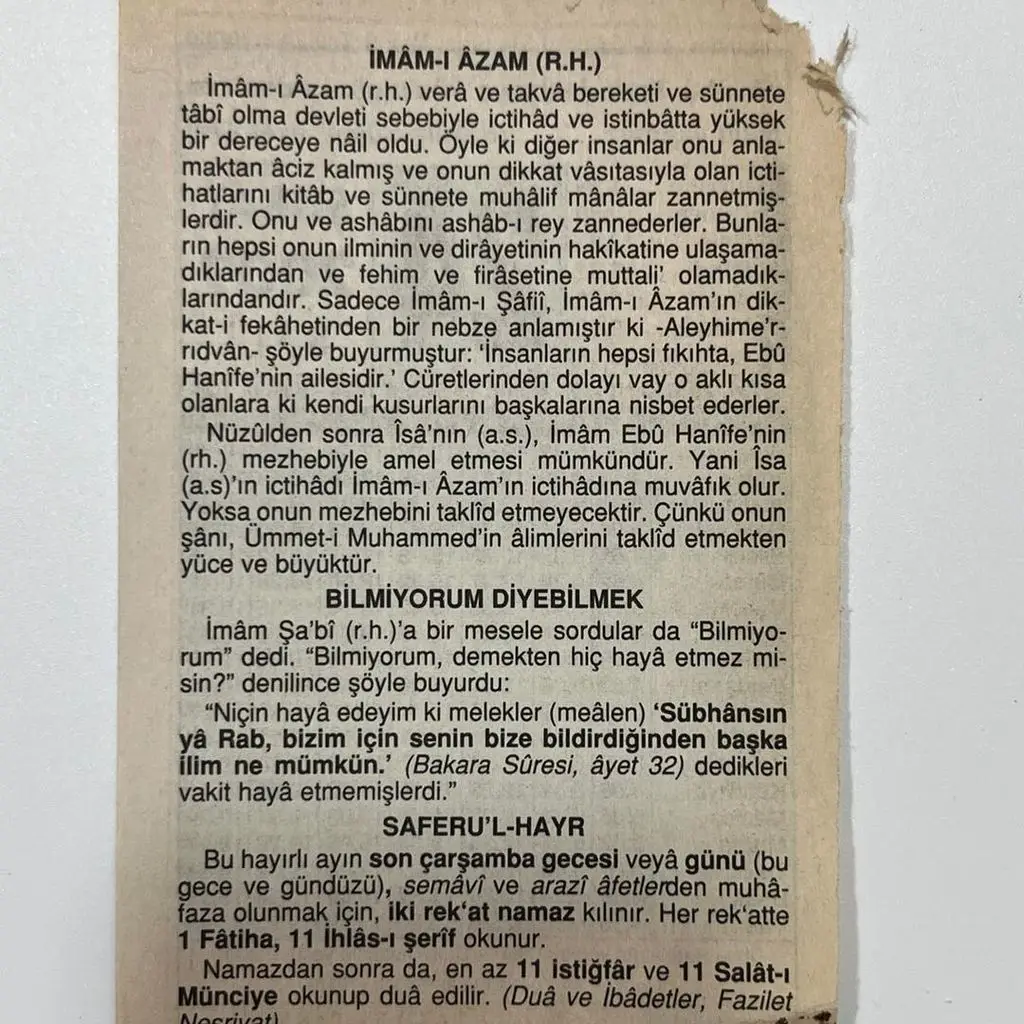 İMÂM-I ÂZAM (R.H.)
İmâm-ı Âzam (r.h.) verâ ve takvâ bereketi ve sünnete
tâbî olma devleti sebebiyle ictihâd ve istinbâtta yüksek
bir dereceye nâil oldu. Öyle ki diğer insanlar onu anla-
maktan âciz kalmış ve onun dikkat vâsıtasıyla olan icti-
hatlarını kitâb ve sünnete muhâlif mânâlar zannetmiş-
lerdir. Onu ve ashâbını ashâb-ı rey zannederler. Bunla-
rın hepsi onun ilminin ve dirâyetinin hakîkatine ulaşama-
dıklarından ve fehim ve firâsetine muttali’ olamadık-
larındandır. Sadece İmâm-ı Şâfiî, İmâm-ı Âzam’ın dik-
kat-i fekâhetinden bir nebze anlamıştır ki -Aleyhime’r-
rıdvân- şöyle buyurmuştur: ‘İnsanların hepsi fıkıhta, Ebû
Hanîfe’nin ailesidir.’ Cüretlerinden dolayı vay o aklı kısa
olanlara ki kendi kusurlarını başkalarına nisbet ederler.
Nüzûlden sonra Îsâ’nın (a.s.), İmâm Ebû Hanîfe’nin
(rh.) mezhebiyle amel etmesi mümkündür. Yani Îsa
(a.s)’ın ictihâdı İmâm-ı Âzam’ın ictihâdına muvâfık olur.
Yoksa onun mezhebini taklîd etmeyecektir. Çünkü onun
şânı, Ümmet-i Muhammed’in âlimlerini taklîd etmekten
yüce ve büyüktür.
BİLMİYORUM DİYEBİLMEK
İmâm Şa’bî (r.h.)’a bir mesele sordular da “Bilmiyo-
rum” dedi. “Bilmiyorum, demekten hiç hayâ etmez mi-
sin?” denilince şöyle buyurdu:
“Niçin hayâ edeyim ki melekler (meâlen) ‘Sübhânsın
yâ Rab, bizim için senin bize bildirdiğinden başka
ilim ne mümkün.’ (Bakara Sûresi, âyet 32) dedikleri
vakit hayâ etmemişlerdi.”
SAFERU’L-HAYR
Bu hayırlı ayın son çarşamba gecesi veyâ günü (bu
gece ve gündüzü), semâvî ve arazî âfetlerden muhâ-
faza olunmak için, iki rek‘at namaz kılınır. Her rek‘atte
1 Fâtiha, 11 İhlâs-ı şerîf okunur.
Namazdan sonra da, en az 11 istiğfâr ve 11 Salât-ı
Münciye okunup duâ edilir. (Duâ ve İbâdetler, Fazilet
Neşriyat)